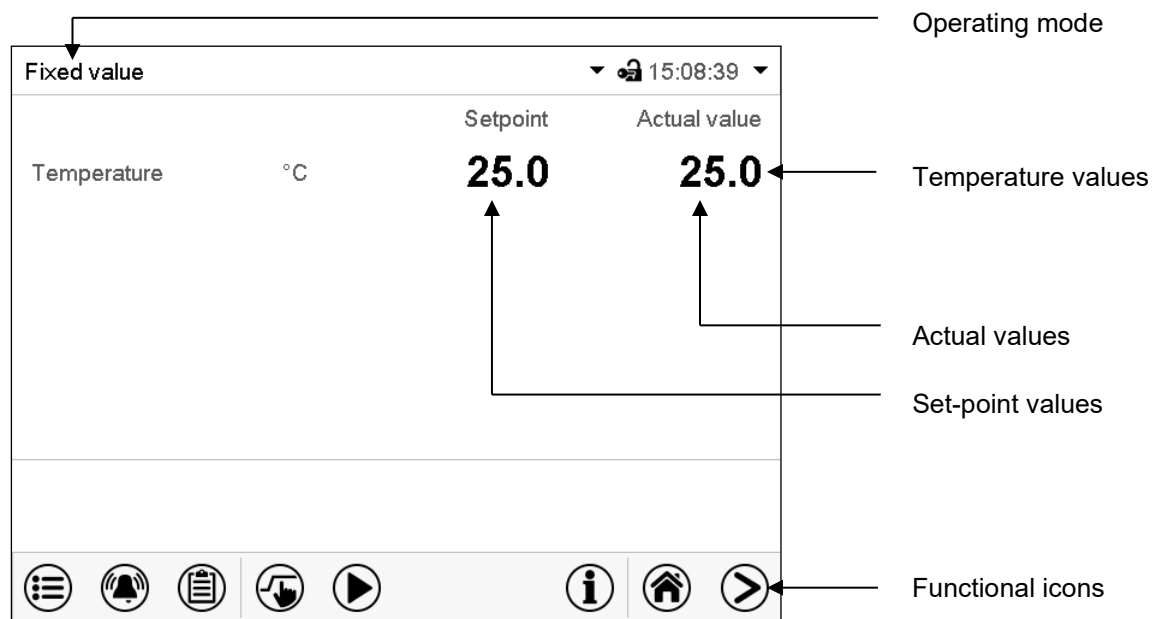 Operating mode
Fixed value 15:08:39
Setpoint Actual value
Temperature °C 25.0 25.0
Temperature values
Actual values
Set-point values
Functional icons